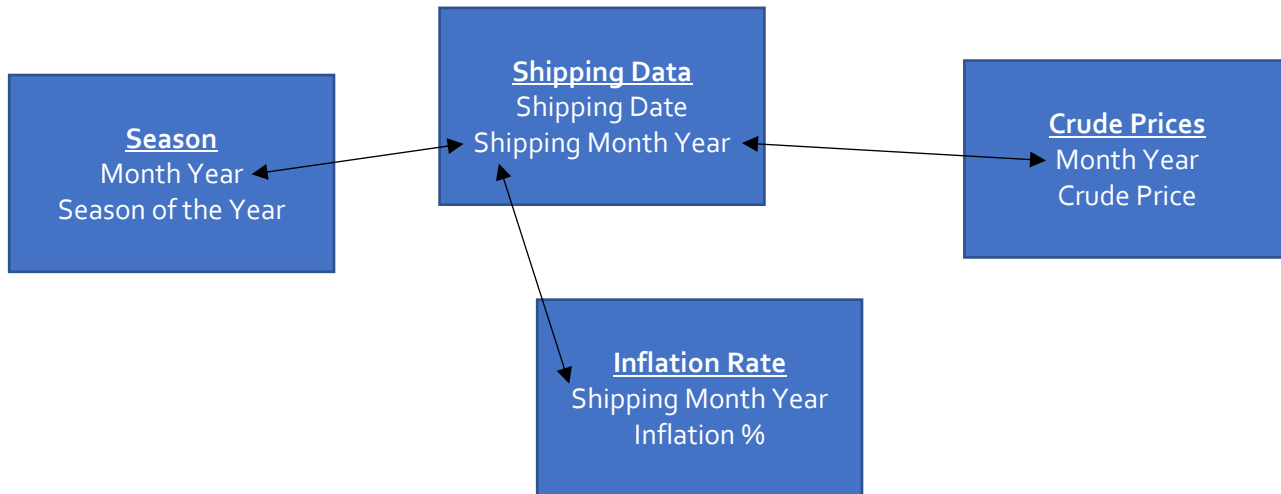 Season
Month Year
Season of the Year
Shipping Data
Shipping Date
Shipping Month Year
Crude Prices
Month Year
Crude Price
Inflation Rate
Shipping Month Year
Inflation %